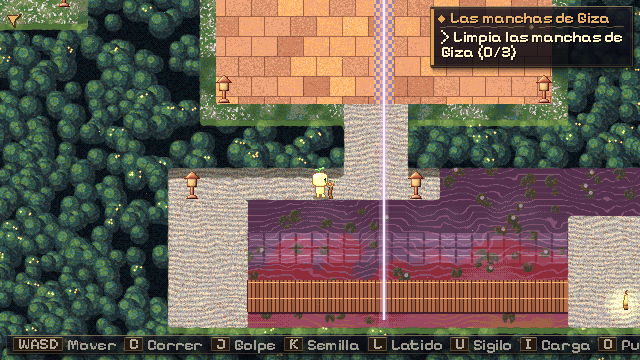 Las manchas de Giza
Limpia las manchas de
Giza (0/3)
WASD Mover C Correr J Golpe K Semilla L Latido U Sigilo I Carga O Pu